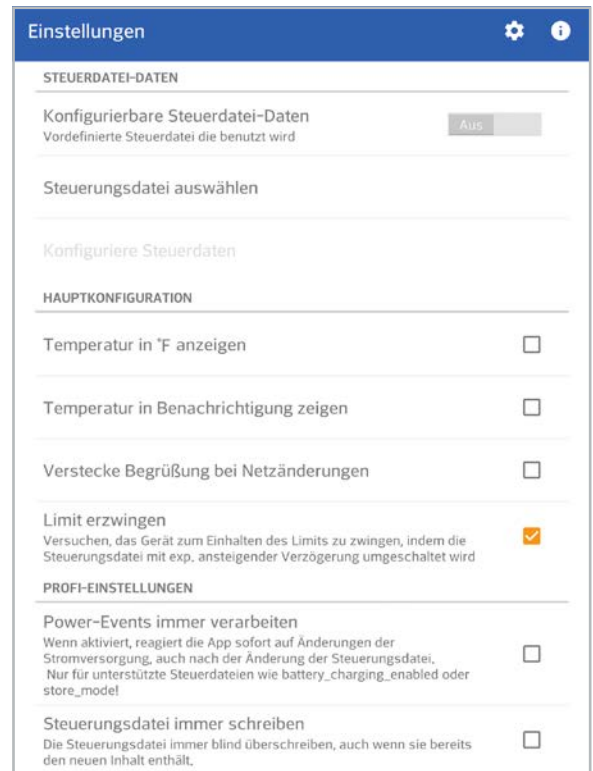 Einstellungen
STEUERDATEI-DATEN
Konfigurierbare Steuerdatei-Daten
Vordefinierte Steuerdatei die benutzt wird
Aus
Steuerungsdatei auswählen
Konfiguriere Steuerdaten
HAUPTKONFIGURATION
Temperatur in °F anzeigen
Temperatur in Benachrichtigung zeigen
Verstecke Begrüßung bei Netzänderungen
Limit erzwingen
Versuchen, das Gerät zum Einhalten des Limits zu zwingen, indem die
Steuerungsdatei mit exp. ansteigender Verzögerung umgeschaltet wird
PROFI-EINSTELLUNGEN
Power-Events immer verarbeiten
Wenn aktiviert, reagiert die App sofort auf Änderungen der
Stromversorgung, auch nach der Änderung der Steuerungsdatei.
Nur für unterstützte Steuerdateien wie battery_charging_enabled oder
store_mode!
Steuerungsdatei immer schreiben
Die Steuerungsdatei immer blind überschreiben, auch wenn sie bereits
den neuen Inhalt enthält.